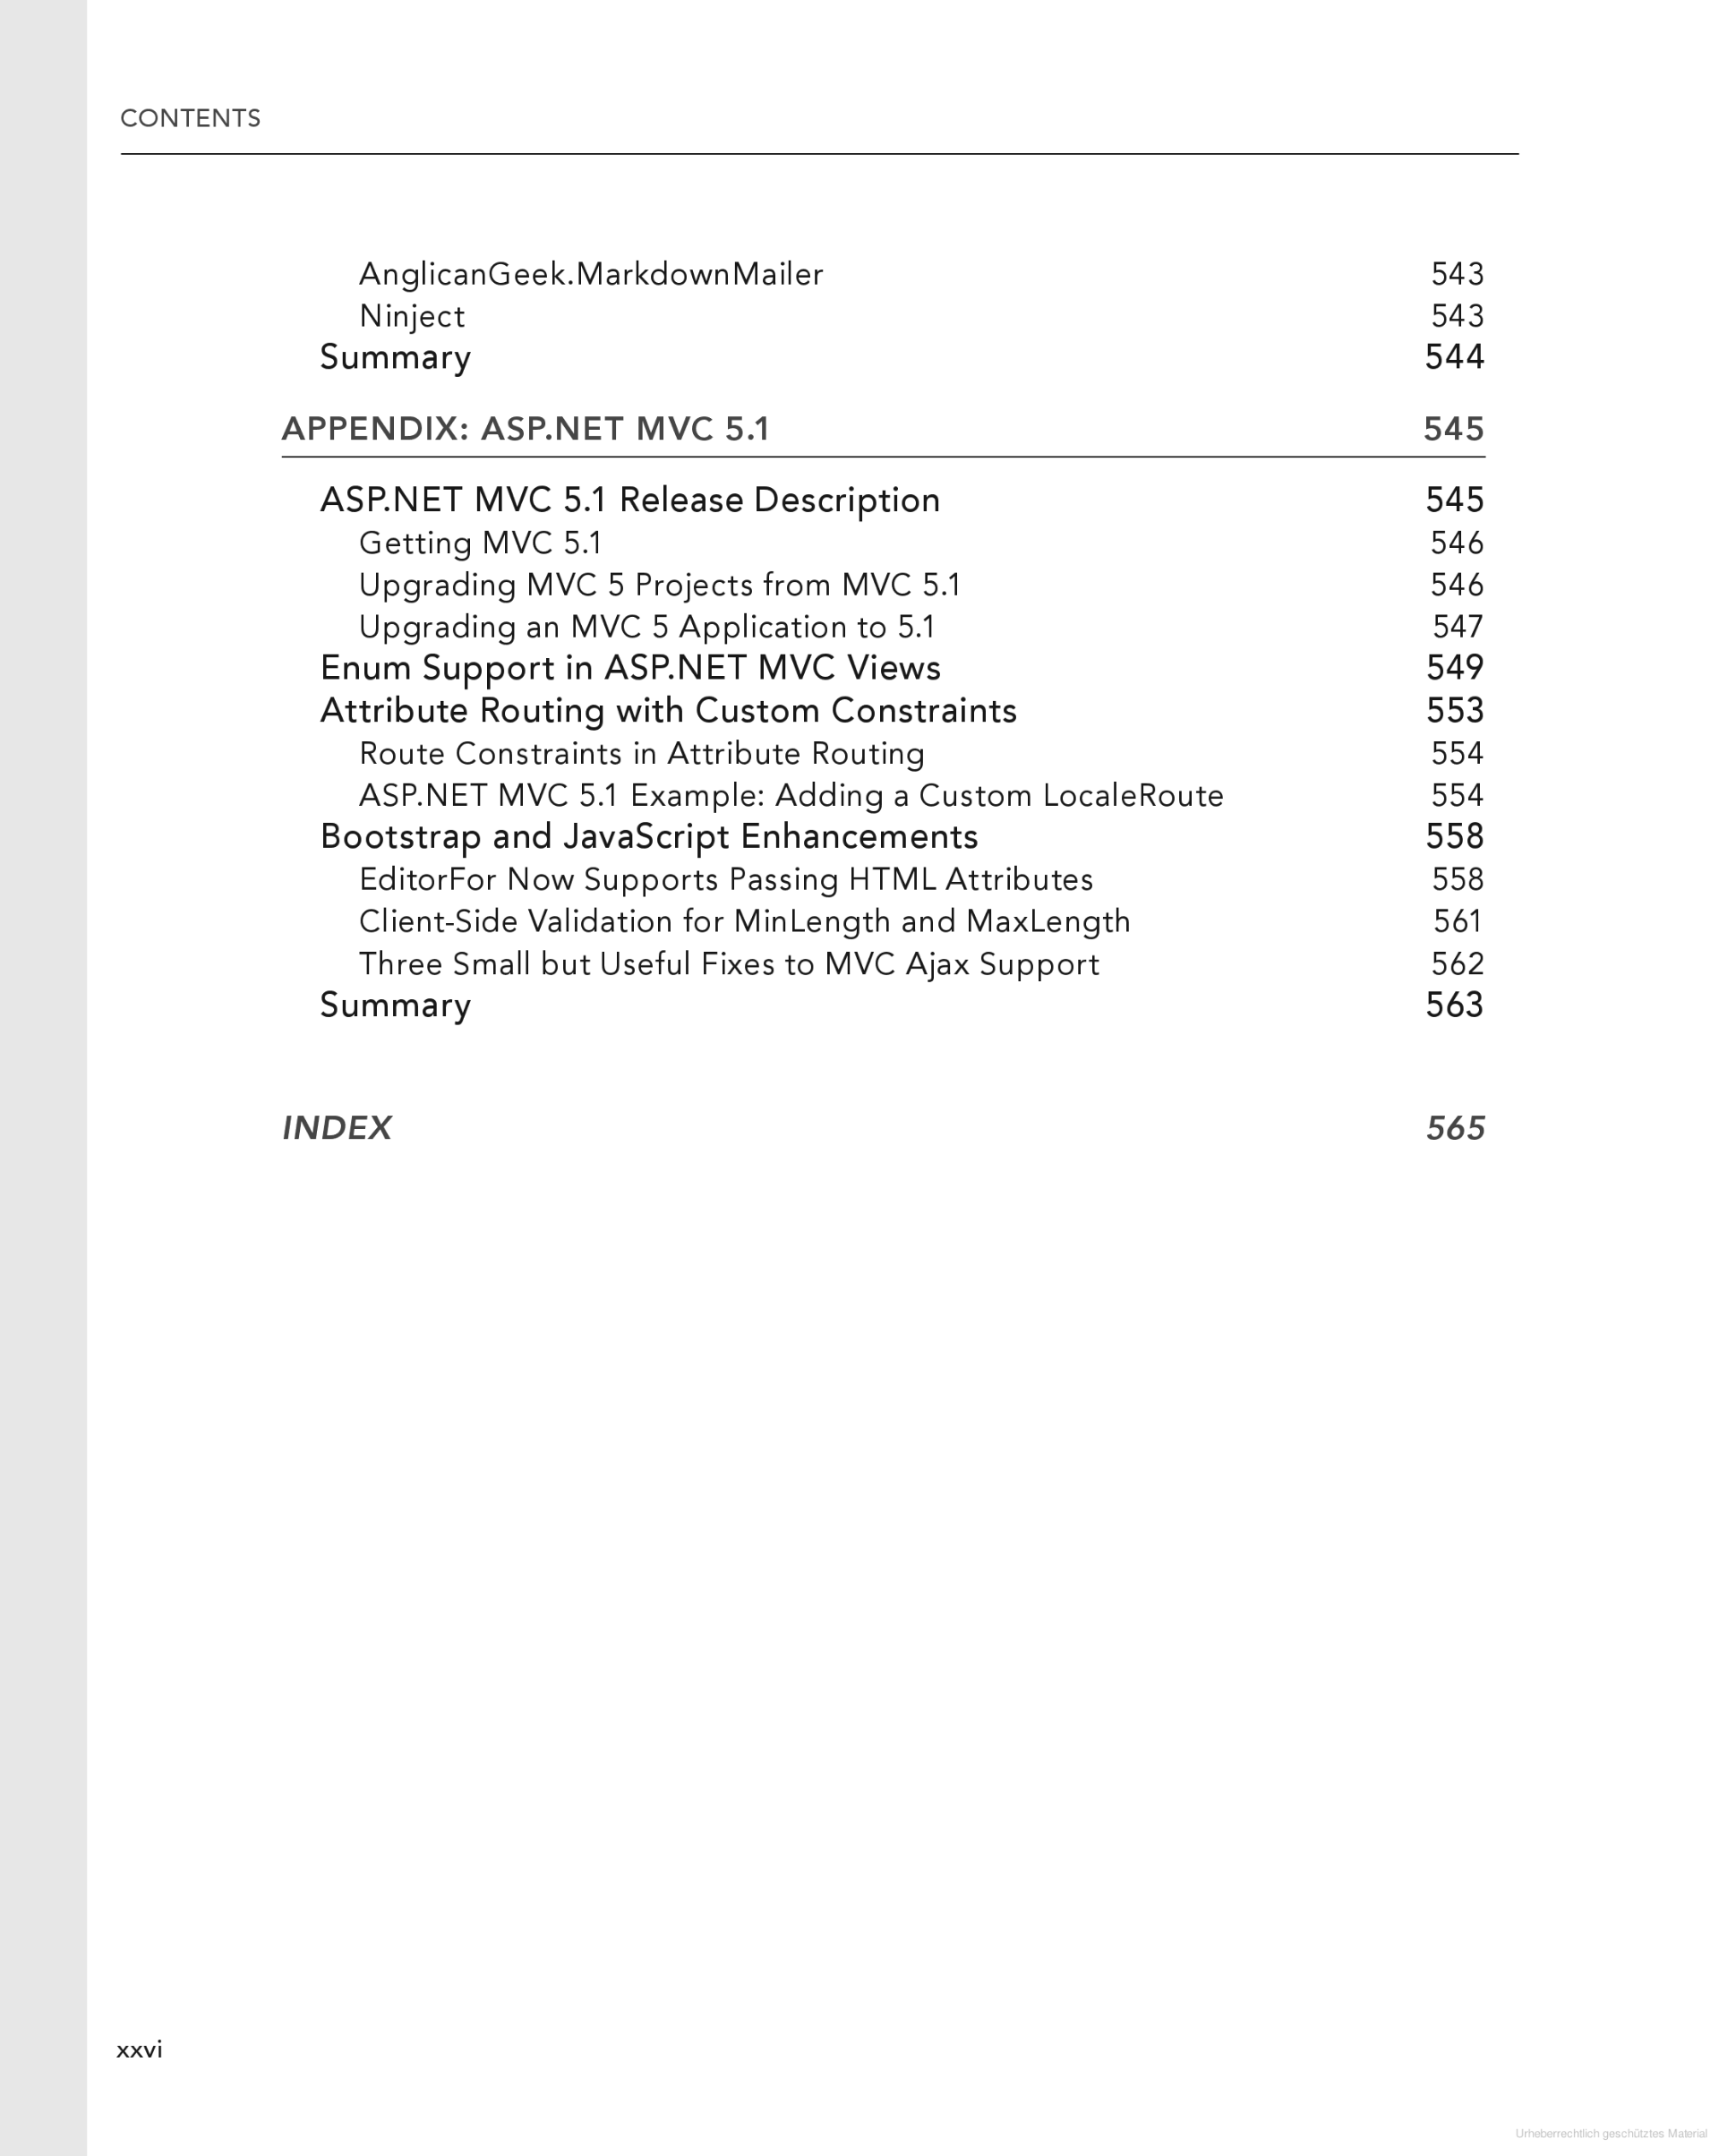 CONTENTS
AnglicanGeek.MarkdownMailer 543
Ninject 543
Summary 544
APPENDIX: ASP.NET MVC 5.1 545
ASP.NET MVC 5.1 Release Description 545
Getting MVC 5.1 546
Upgrading MVC 5 Projects from MVC 5.1 546
Upgrading an MVC 5 Application to 5.1 547
Enum Support in ASP.NET MVC Views 549
Attribute Routing with Custom Constraints 553
Route Constraints in Attribute Routing 554
ASP.NET MVC 5.1 Example: Adding a Custom LocaleRoute 554
Bootstrap and JavaScript Enhancements 558
EditorFor Now Supports Passing HTML Attributes 558
Client-Side Validation for MinLength and MaxLength 561
Three Small but Useful Fixes to MVC Ajax Support 562
Summary 563
INDEX 565
xxvi
Urheberrechtlich geschütztes Material